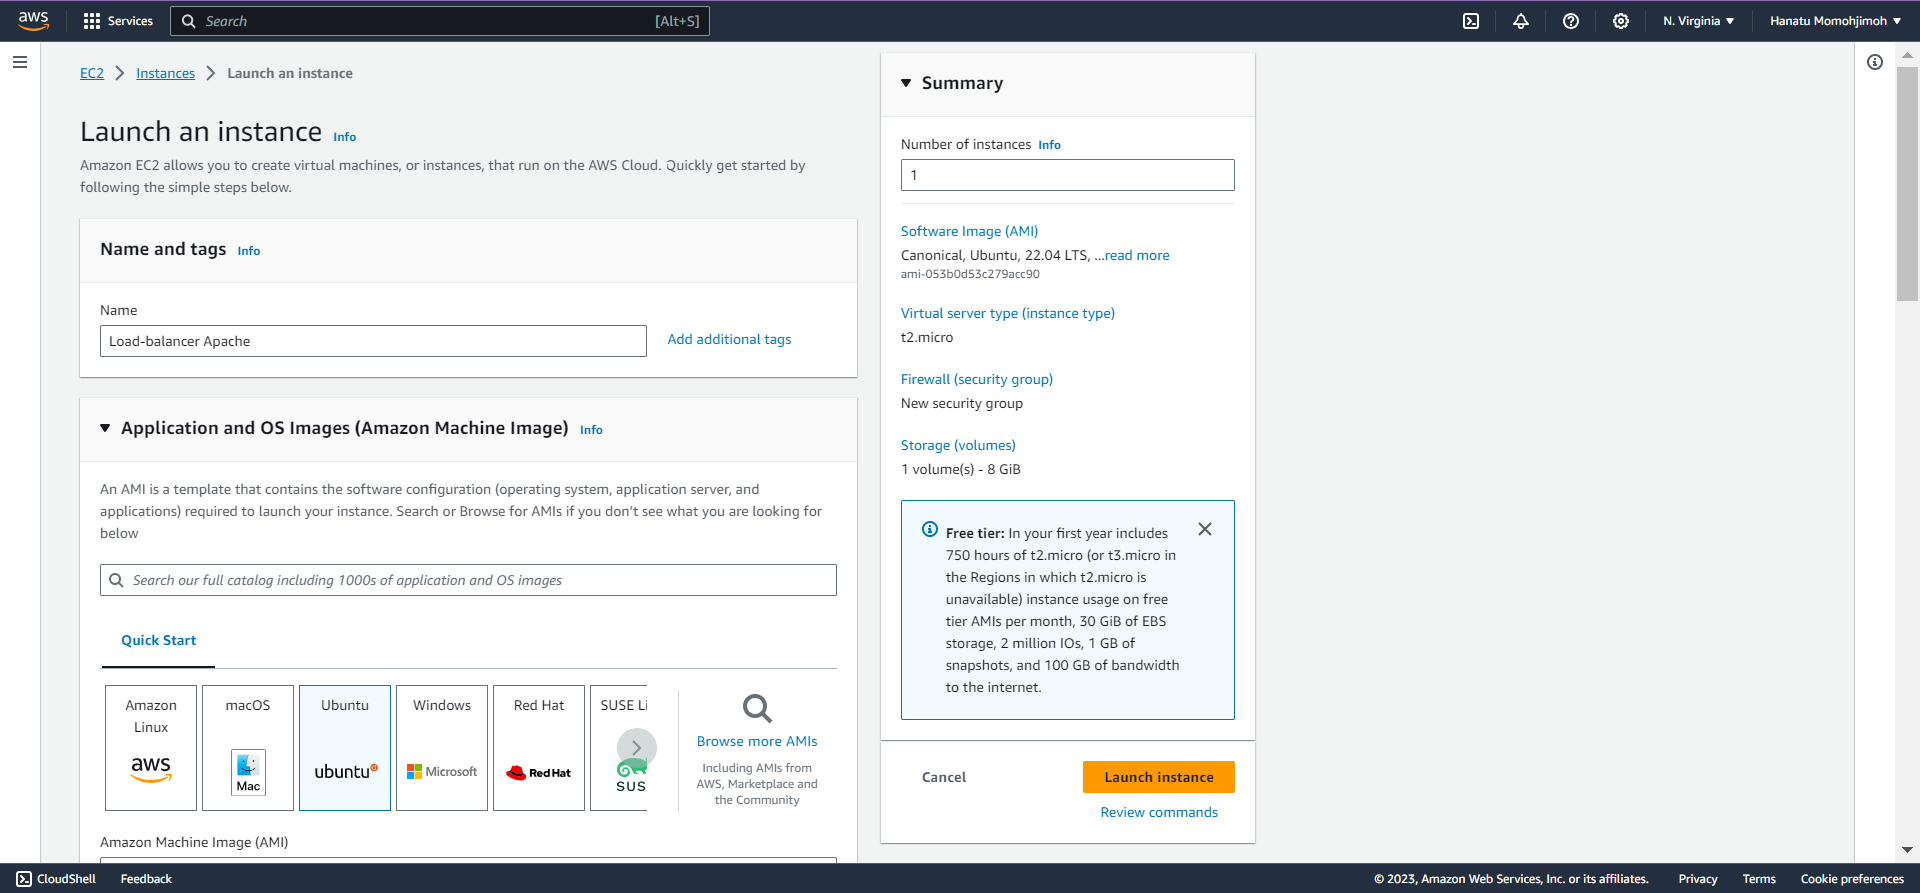 aws
Services
Search
[Alt+S]
N. Virginia
Hanatu Momohjimoh
EC2
Instances
Launch an instance
Launch an instance
Info
Amazon EC2 allows you to create virtual machines, or instances, that run on the AWS Cloud. Quickly get started by
following the simple steps below.
Name and tags
Info
Name
Load-balancer Apache
Add additional tags
Application and OS Images (Amazon Machine Image)
Info
An AMI is a template that contains the software configuration (operating system, application server, and
applications) required to launch your instance. Search or Browse for AMIs if you don't see what you are looking for
below
Search our full catalog including 1000s of application and OS images
Quick Start
Amazon
Linux
aws
macOS
Mac
Ubuntu
ubuntu
Windows
Microsoft
Red Hat
Red Hat
SUSE Li
SUS
Browse more AMIs
Including AMIs from
AWS, Marketplace and
the Community
Amazon Machine Image (AMI)
Summary
Number of instances
Info
1
Software Image (AMI)
Canonical, Ubuntu, 22.04 LTS, ...read more
ami-053b0d53c279acc90
Virtual server type (instance type)
t2.micro
Firewall (security group)
New security group
Storage (volumes)
1 volume(s) - 8 GiB
Free tier: In your first year includes
750 hours of t2.micro (or t3.micro in
the Regions in which t2.micro is
unavailable) instance usage on free
tier AMIs per month, 30 GiB of EBS
storage, 2 million IOs, 1 GB of
snapshots, and 100 GB of bandwidth
to the internet.
Cancel
Launch instance
Review commands
CloudShell
Feedback
© 2023, Amazon Web Services, Inc. or its affiliates.
Privacy
Terms
Cookie preferences